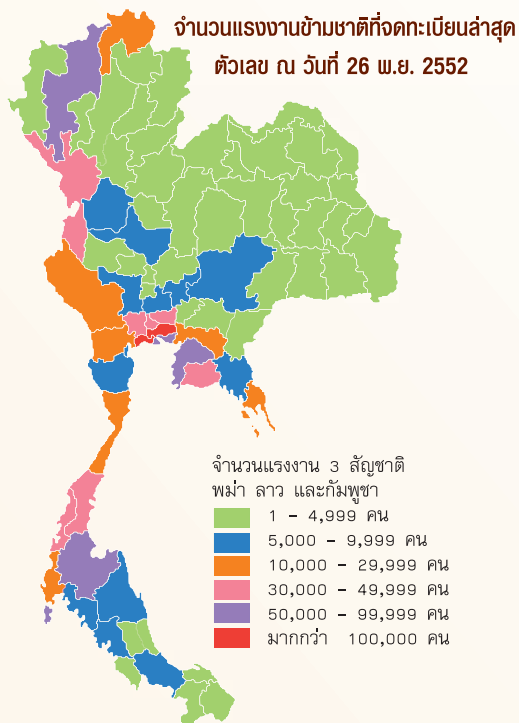 จำนวนแรงงานข้ามชาติที่จดทะเบียนล่าสุด
ตัวเลข ณ วันที่ 26 พ.ย. 2552
จำนวนแรงงาน 3 สัญชาติ
พม่า ลาว และกัมพูชา
1 - 4,999 คน
5,000 - 9,999 คน
10,000 - 29,999 คน
30,000 - 49,999 คน
50,000 - 99,999 คน
มากกว่า 100,000 คน